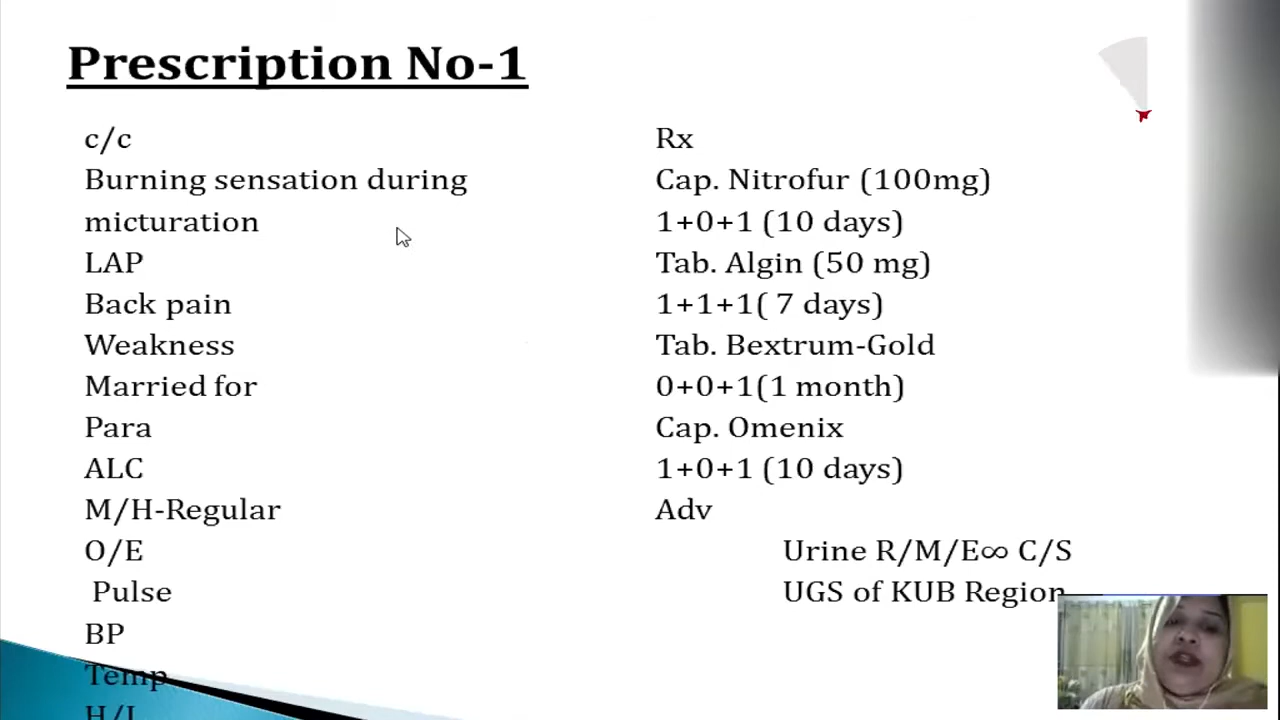 Prescription No-1
c/c
Burning sensation during
micturation
LAP
Back pain
Weakness
Married for
Para
ALC
M/H-Regular
O/E
Pulse
BP
Temp
Rx
Cap. Nitrofur (100mg)
1+0+1 (10 days)
Tab. Algin (50 mg)
1+1+1( 7 days)
Tab. Bextrum-Gold
0+0+1(1 month)
Cap. Omenix
1+0+1 (10 days)
Adv
Urine R/M/E∞ C/S
UGS of KUB Region